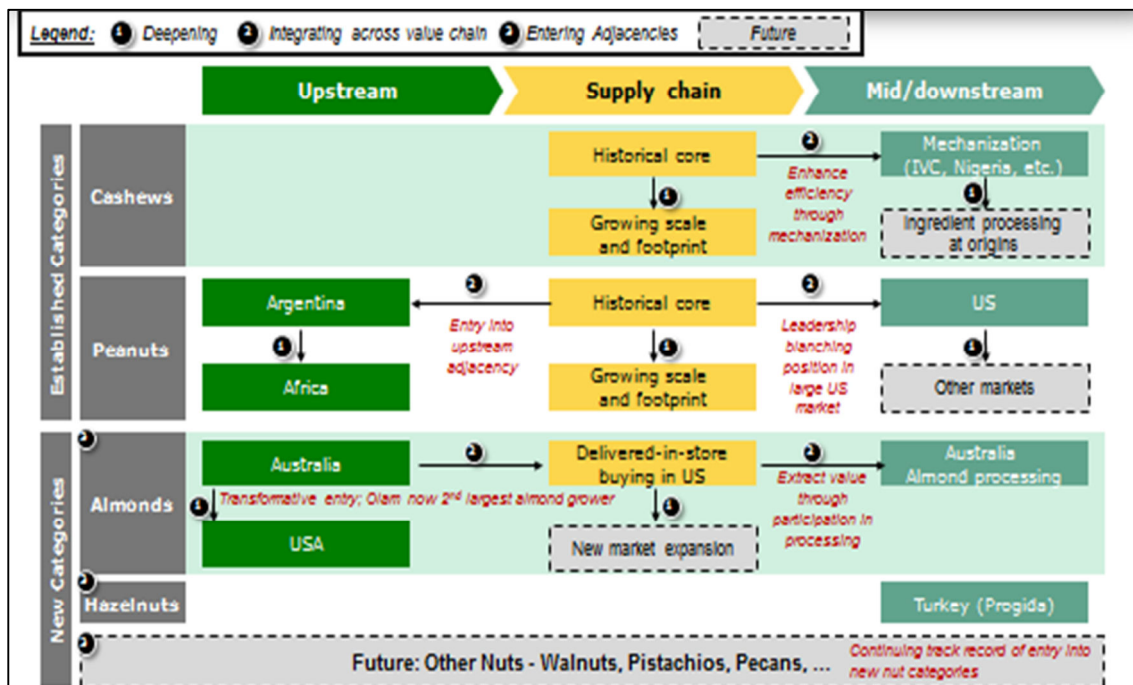 Legend: 1 Deepening 2 Integrating across value chain 3 Entering Adjacencies Future
Upstream Supply chain Mid/downstream
Established Categories
Cashews
Historical core
2
Enhance
efficiency
through
mechanization
Mechanization
(IVC, Nigeria, etc.)
1
1
Growing scale
and footprint
Ingredient processing
at origins
Peanuts
Argentina
2
Entry into
upstream
adjacency
Historical core
2
Leadership
blanching
position in
large US
market
US
1
1
1
Africa
Growing scale
and footprint
Other markets
New Categories
3
Almonds
Australia
2
Delivered-in-store
buying in US
2
Extract value
through
participation in
processing
Australia
Almond processing
1
Transformative entry; Olam now 2nd largest almond grower
1
USA
New market expansion
3
Hazelnuts
Turkey (Progida)
3
Future: Other Nuts - Walnuts, Pistachios, Pecans, ...
Continuing track record of entry into
new nut categories